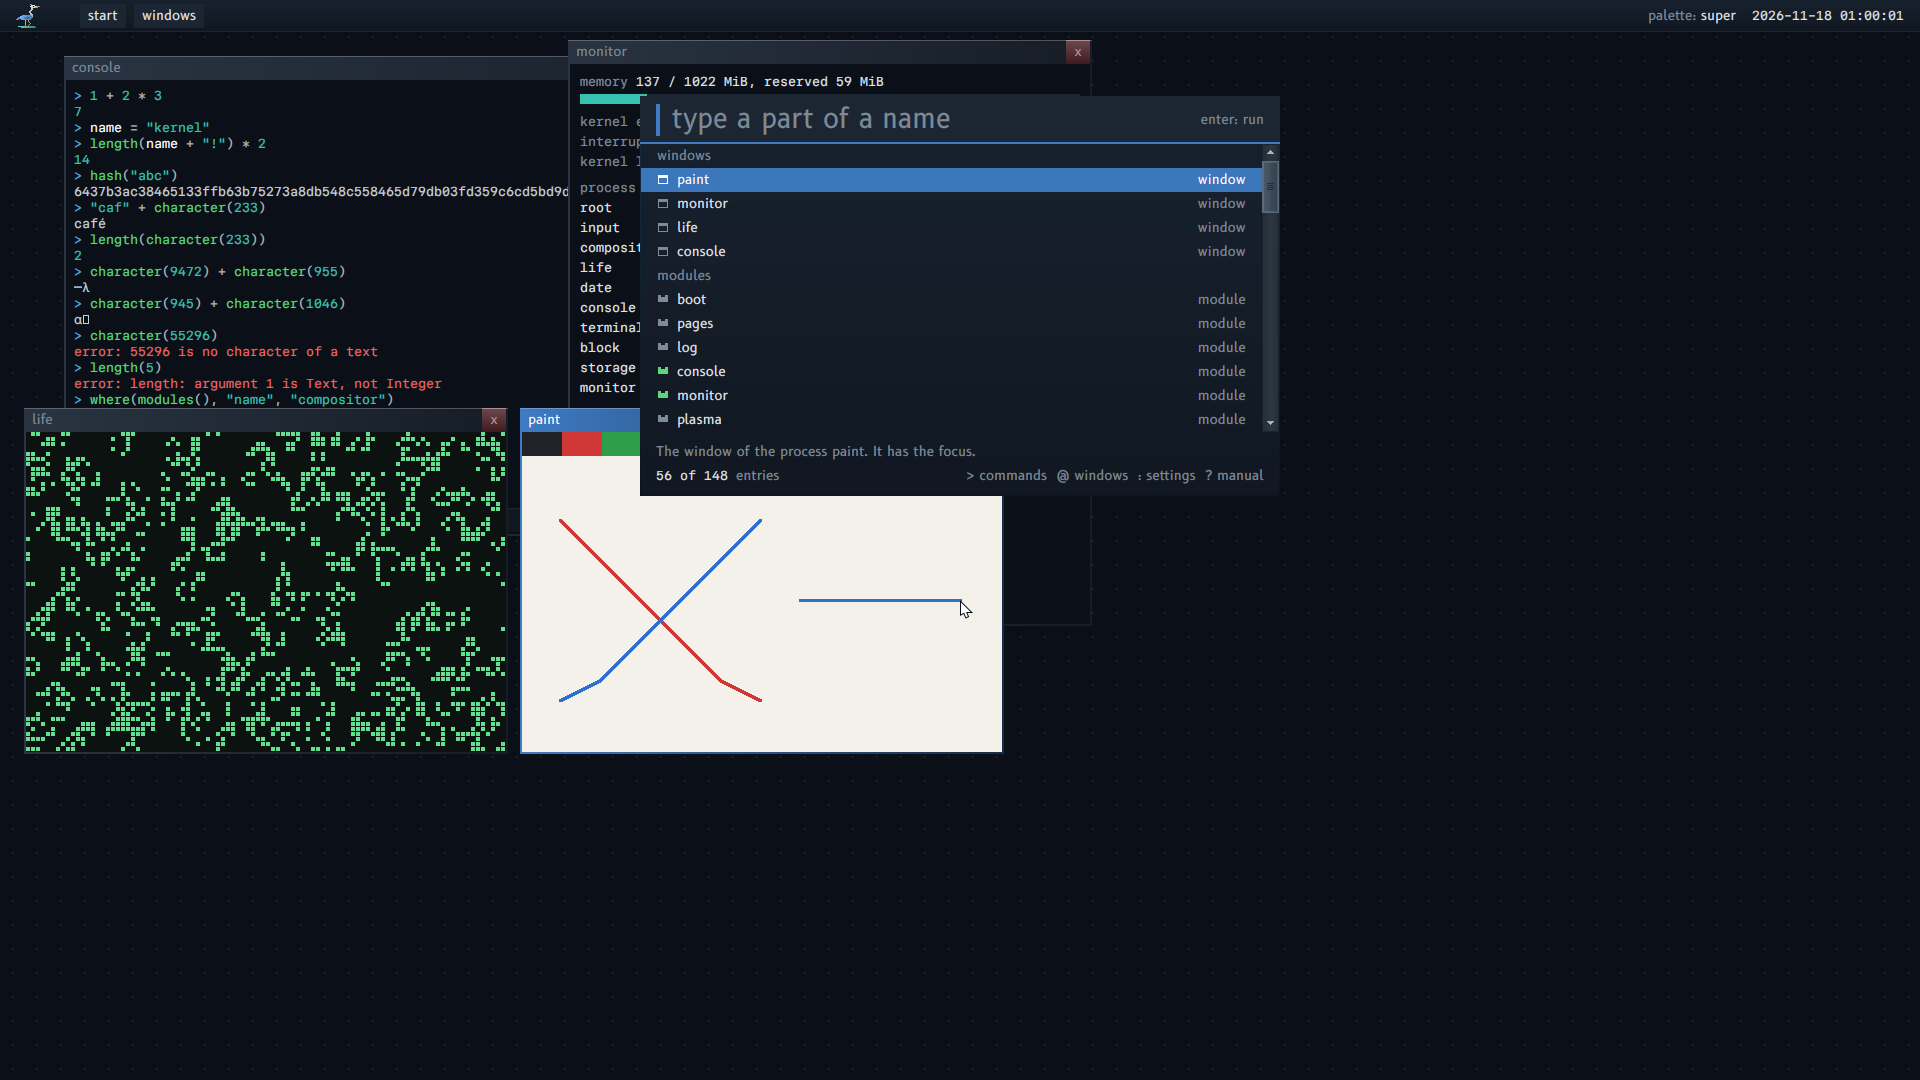 start windows palette: super 2026-11-18 01:00:01
console
> 1 + 2 * 3
7
> name = "kernel"
> length(name + "!") * 2
14
> hash("abc")
6437b3ac38465133ffb63b75273a8db548c558465d79db03fd359c6cd5bd9d
> "caf" + character(233)
café
> length(character(233))
2
> character(9472) + character(955)
─λ
> character(945) + character(1046)
α▯
> character(55296)
error: 55296 is no character of a text
> length(5)
error: length: argument 1 is Text, not Integer
> where(modules(), "name", "compositor")
monitor x
memory 137 / 1022 MiB, reserved 59 MiB
kernel
interrup
kernel
process
root
input
composit
life
date
console
terminal
block
storage
monitor
type a part of a name enter: run
windows
paint window
monitor window
life window
console window
modules
boot module
pages module
log module
console module
monitor module
plasma module
The window of the process paint. It has the focus.
56 of 148 entries > commands @ windows : settings ? manual
life x
paint